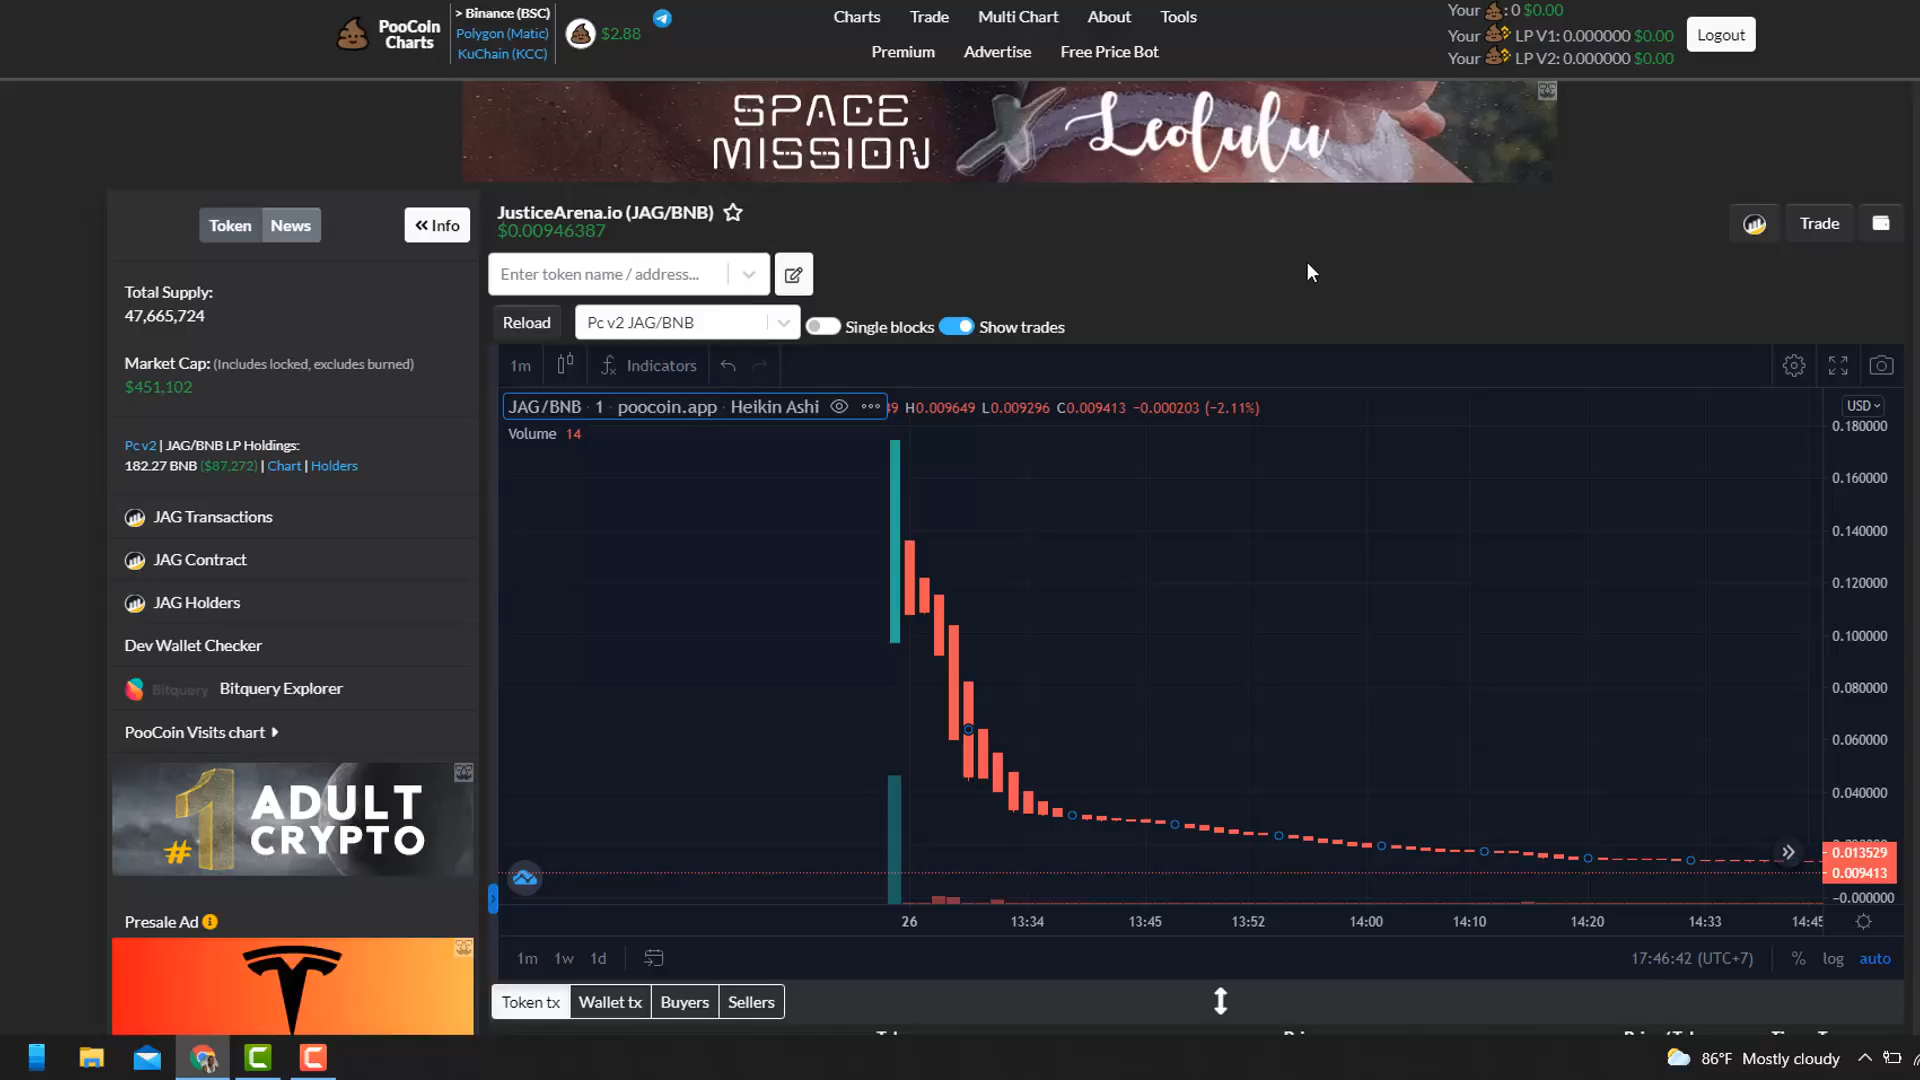 PooCoin
Charts
> Binance (BSC)
Polygon (Matic)
KuChain (KCC)
$2.88
Charts
Trade
Multi Chart
About
Tools
Premium
Advertise
Free Price Bot
Your : 0 $0.00
Your LP V1: 0.000000 $0.00
Your LP V2: 0.000000 $0.00
Logout
SPACE
MISSION
X
Leolulu
Token
News
« Info
Total Supply:
47,665,724
Market Cap: (Includes locked, excludes burned)
$451,102
Pc v2 | JAG/BNB LP Holdings:
182.27 BNB ($87,272) | Chart | Holders
JAG Transactions
JAG Contract
JAG Holders
Dev Wallet Checker
Bitquery Bitquery Explorer
PooCoin Visits chart
#1 ADULT
CRYPTO
Presale Ad
JusticeArena.io (JAG/BNB)
$0.00946387
Trade
Enter token name / address...
Reload
Pc v2 JAG/BNB
Single blocks
Show trades
1m
Indicators
JAG/BNB · 1 · poocoin.app · Heikin Ashi
H0.009649 L0.009296 C0.009413 −0.000203 (−2.11%)
Volume 14
USD
0.180000
0.160000
0.140000
0.120000
0.100000
0.080000
0.060000
0.040000
0.013529
0.009413
−0.000000
26
13:34
13:45
13:52
14:00
14:10
14:20
14:33
14:45
1m
1w
1d
17:46:42 (UTC+7)
%
log
auto
Token tx
Wallet tx
Buyers
Sellers
86°F Mostly cloudy